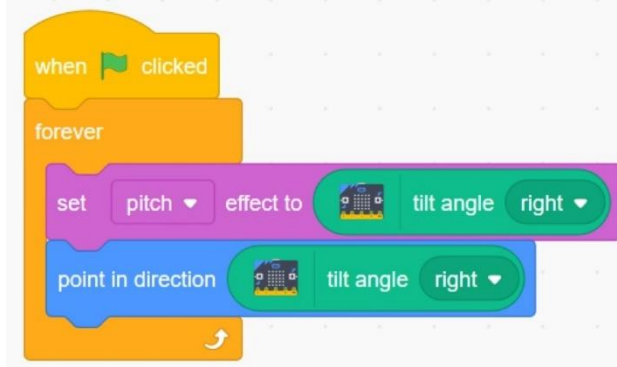 when clicked
forever
set pitch effect to tilt angle right
point in direction tilt angle right